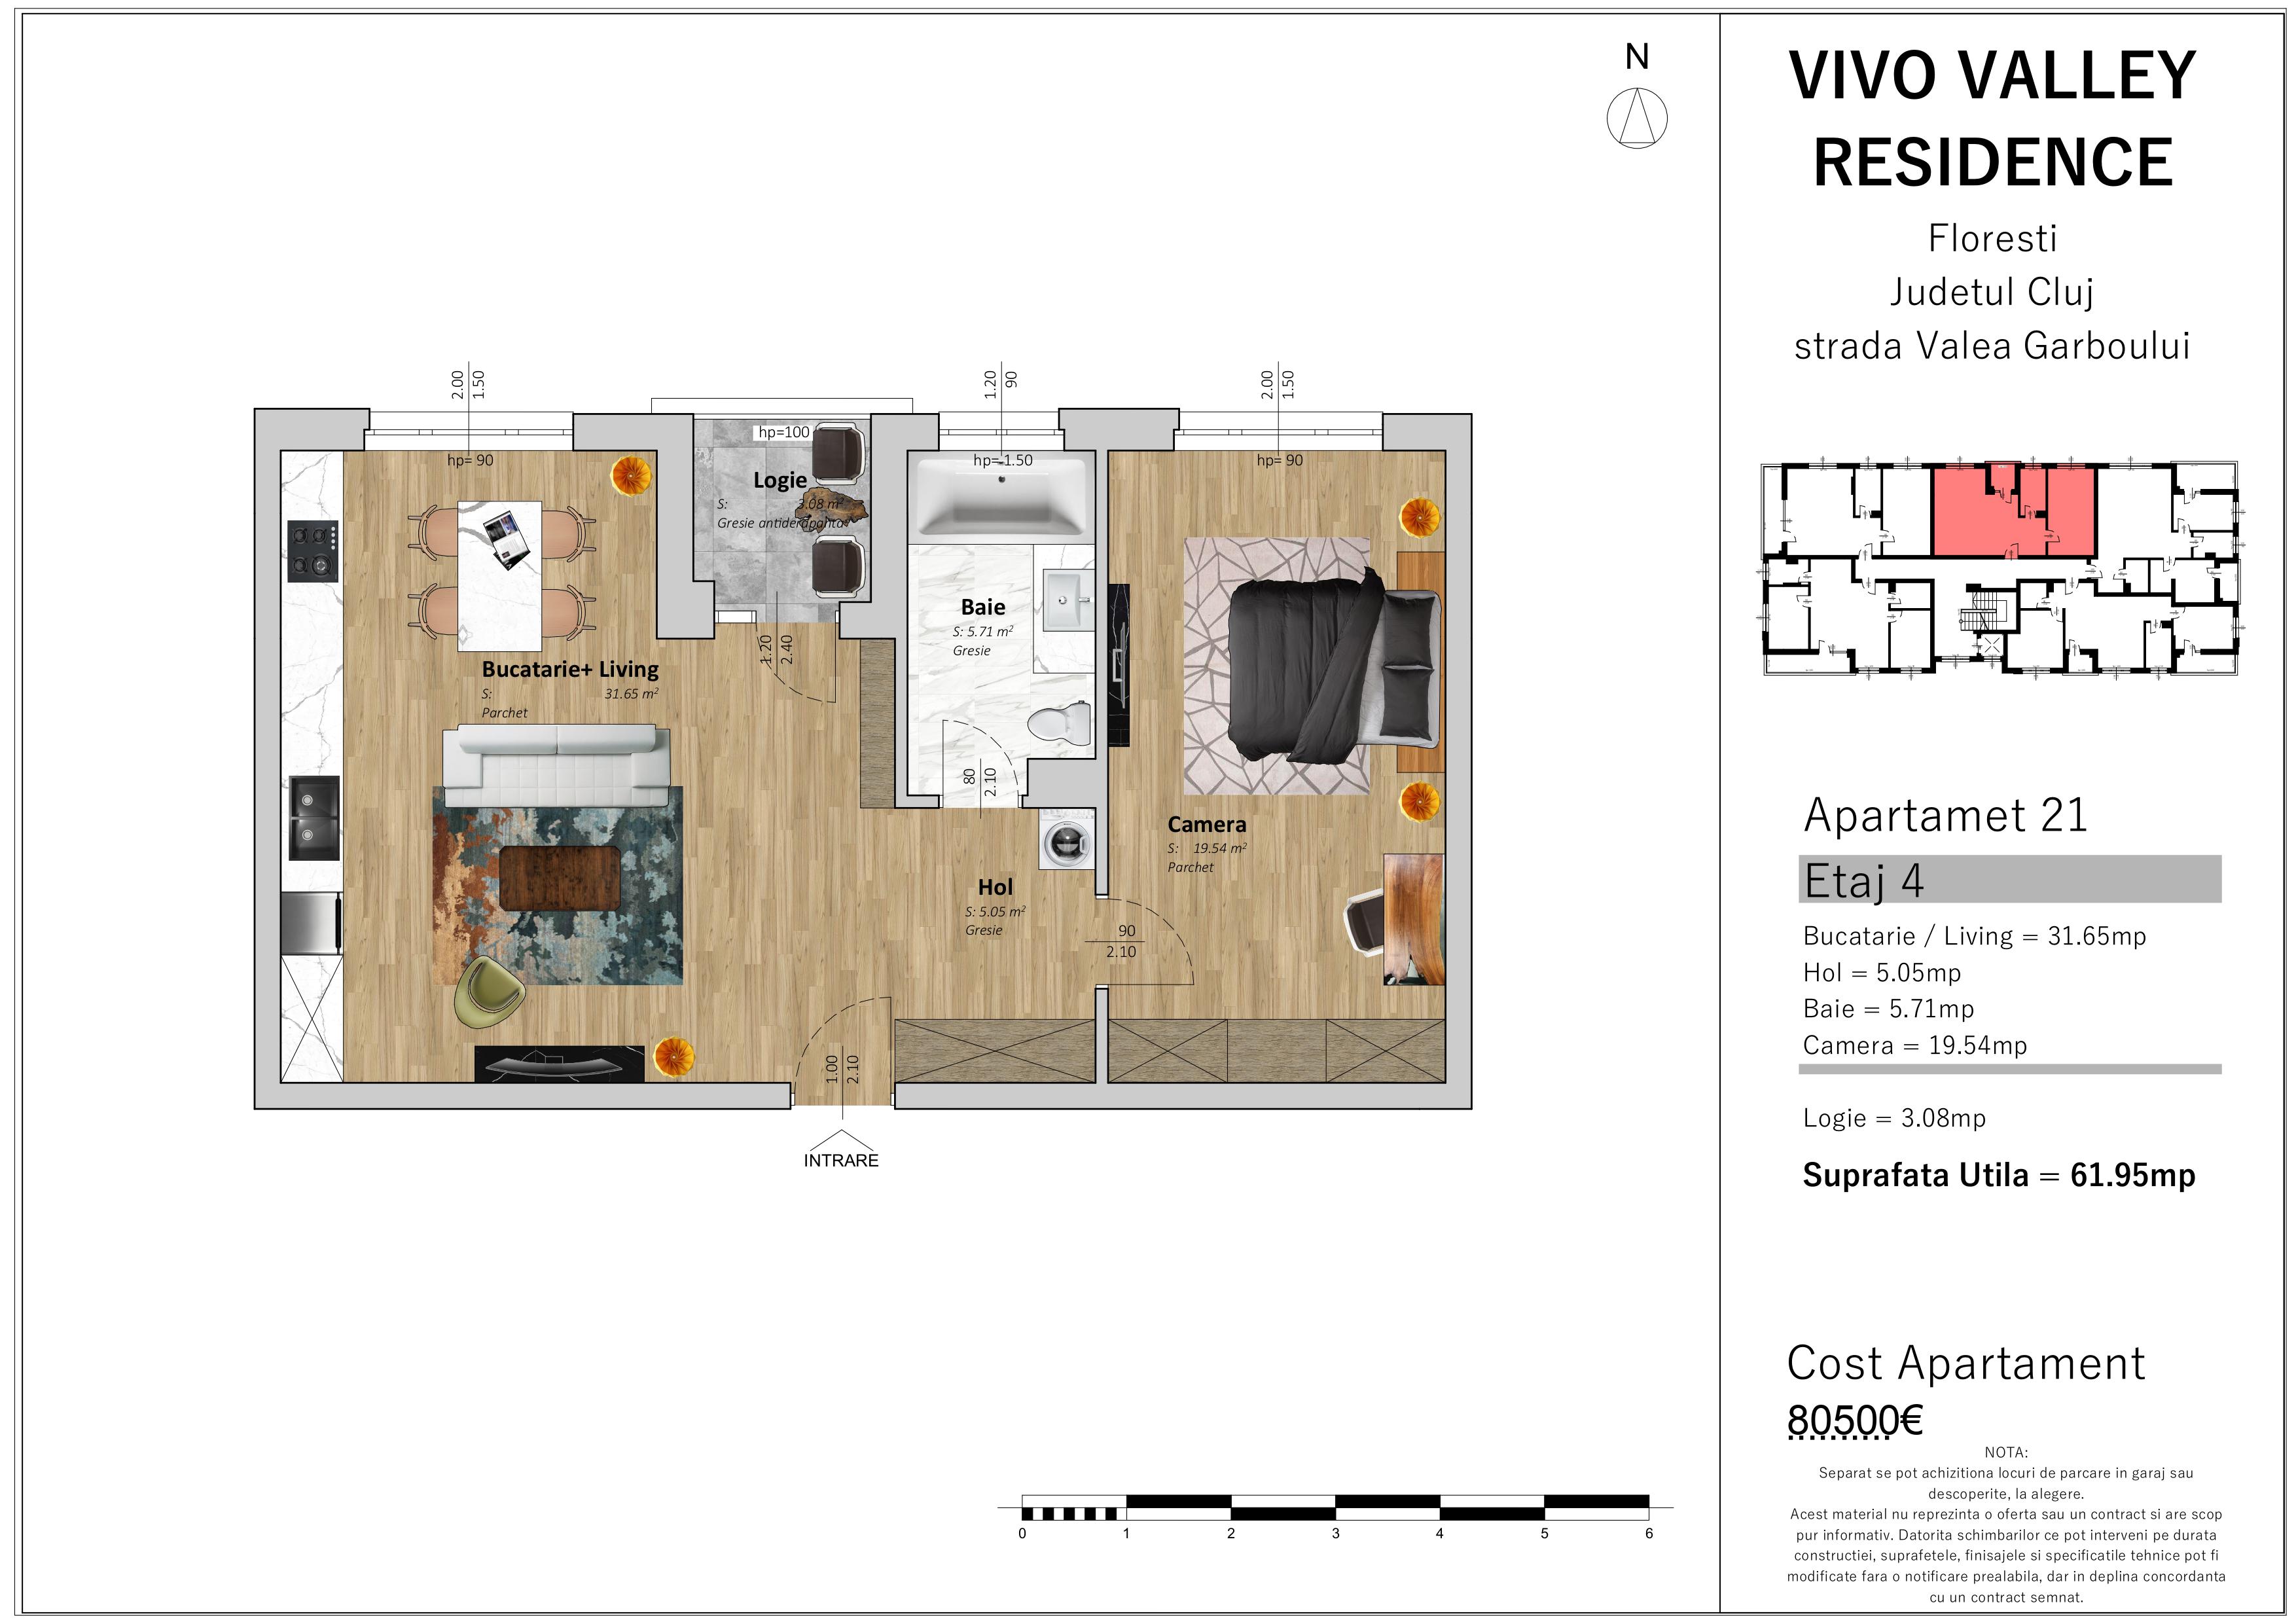 N
2.00
1.50
1.20
90
2.00
1.50
hp= 90
hp=100
hp=-1.50
hp= 90
Logie
S: 3.08 m²
Gresie antiderapanta
Baie
S: 5.71 m²
Gresie
1.20
2.40
Bucatarie+ Living
S: 31.65 m²
Parchet
80
2.10
Camera
S: 19.54 m²
Parchet
Hol
S: 5.05 m²
Gresie
90
2.10
1.00
2.10
INTRARE
0 1 2 3 4 5 6
VIVO VALLEY
RESIDENCE
Floresti
Judetul Cluj
strada Valea Garboului
Apartamet 21
Etaj 4
Bucatarie / Living = 31.65mp
Hol = 5.05mp
Baie = 5.71mp
Camera = 19.54mp
Logie = 3.08mp
Suprafata Utila = 61.95mp
Cost Apartament
80500€
NOTA:
Separat se pot achizitiona locuri de parcare in garaj sau
descoperite, la alegere.
Acest material nu reprezinta o oferta sau un contract si are scop
pur informativ. Datorita schimbarilor ce pot interveni pe durata
constructiei, suprafetele, finisajele si specificatile tehnice pot fi
modificate fara o notificare prealabila, dar in deplina concordanta
cu un contract semnat.